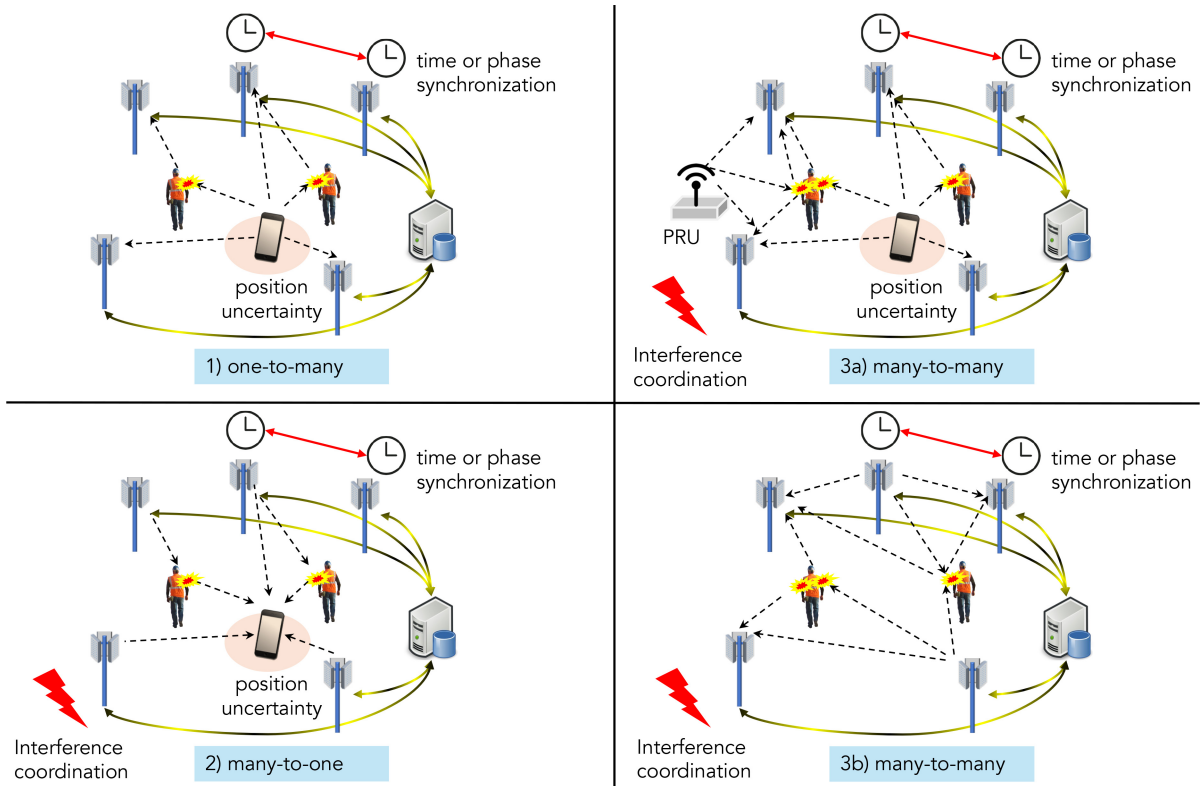 time or phase
synchronization
position
uncertainty
1) one-to-many
time or phase
synchronization
PRU
position
uncertainty
Interference
coordination
3a) many-to-many
time or phase
synchronization
position
uncertainty
Interference
coordination
2) many-to-one
time or phase
synchronization
3b) many-to-many